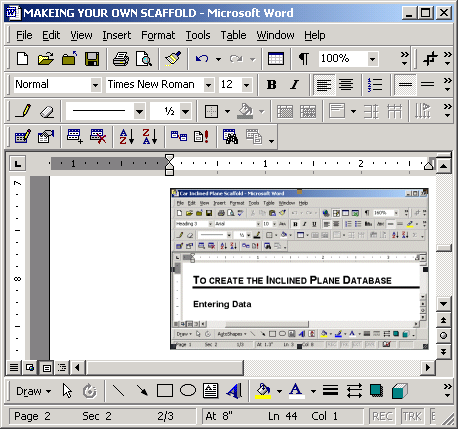 MAKEING YOUR OWN SCAFFOLD - Microsoft Word
File Edit View Insert Format Tools Table Window Help
¶ 100%
Normal Times New Roman 12 B I
½
1 1 2
7
8
Car Inclined Plane Scaffold - Microsoft Word
File Edit View Insert Format Tools Table Window Help
¶ 160%
Heading 3 Arial
TO CREATE THE INCLINED PLANE DATABASE
Entering Data
Draw AutoShapes
Page 1 Sec 1
Draw
Page 2 Sec 2 2/3 At 8" Ln 44 Col 1 REC TRK